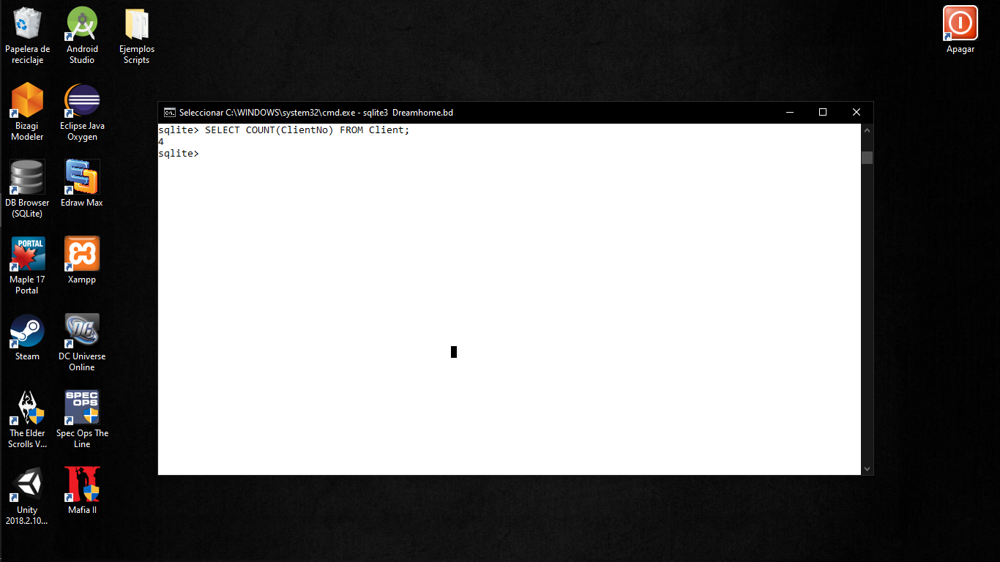 Papelera de
reciclaje
Android
Studio
Ejemplos
Scripts
Apagar
Bizagi
Modeler
Eclipse Java
Oxygen
DB Browser
(SQLite)
Edraw Max
PORTAL
Maple 17
Portal
Xampp
Steam
DC
DC Universe
Online
The Elder
Scrolls V...
SPEC
OPS
Spec Ops The
Line
Unity
2018.2.10...
II
Mafia II
C:\
Seleccionar C:\WINDOWS\system32\cmd.exe - sqlite3 Dreamhome.bd
sqlite> SELECT COUNT(ClientNo) FROM Client;
4
sqlite>